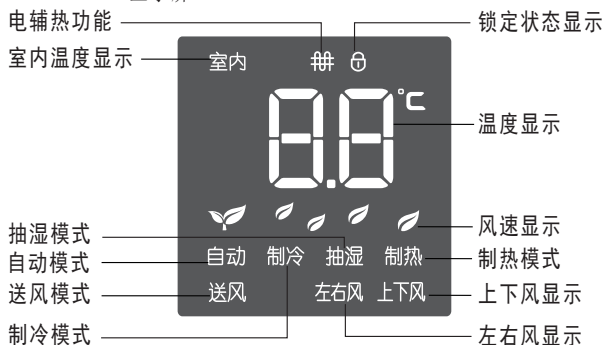 电辅热功能
锁定状态显示
室内温度显示
室内
8.8℃
温度显示
风速显示
抽湿模式
自动 制冷 抽湿 制热
自动模式
制热模式
送风模式
送风 左右风 上下风
上下风显示
制冷模式
左右风显示